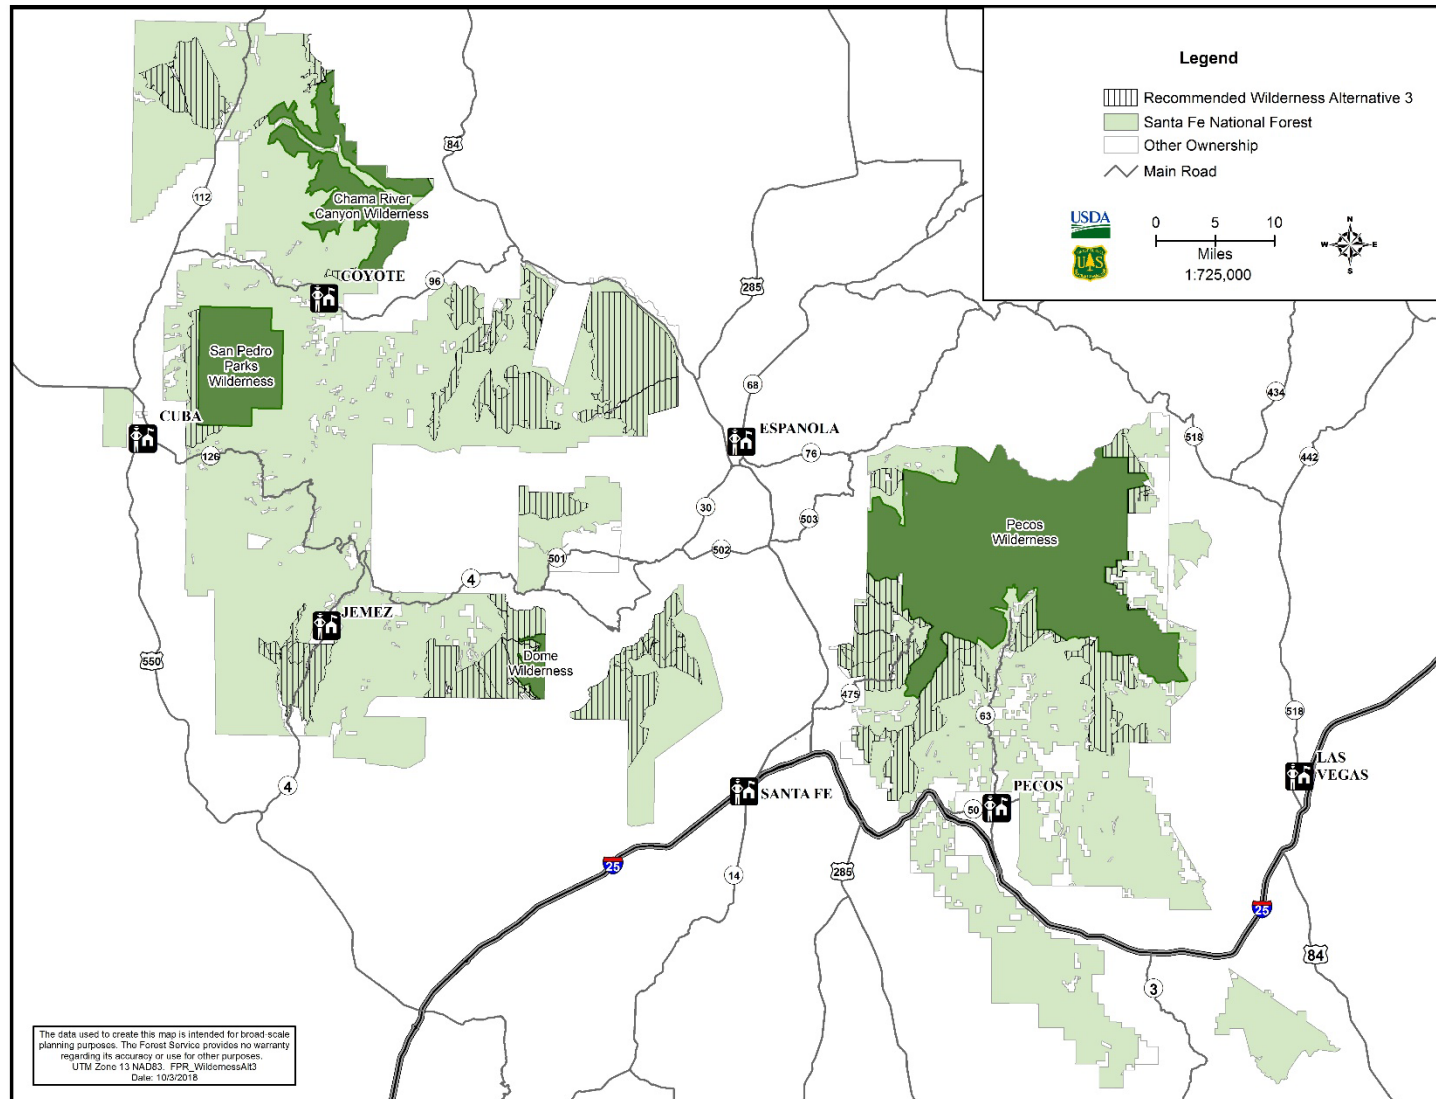 Legend
Recommended Wilderness Alternative 3
Santa Fe National Forest
Other Ownership
Main Road
USDA
U S
0 5 10
Miles
1:725,000
N
W E
S
84
112
Chama River
Canyon Wilderness
COYOTE
96
285
San Pedro
Parks
Wilderness
CUBA
126
68
ESPANOLA
76
434
518
442
30
503
502
501
4
Pecos
Wilderness
JEMEZ
Dome
Wilderness
550
475
63
518
4
SANTA FE
PECOS
50
LAS
VEGAS
25
14
285
25
84
3
The data used to create this map is intended for broad-scale
planning purposes. The Forest Service provides no warranty
regarding its accuracy or use for other purposes.
UTM Zone 13 NAD83. FPR_WildernessAlt3
Date: 10/3/2018